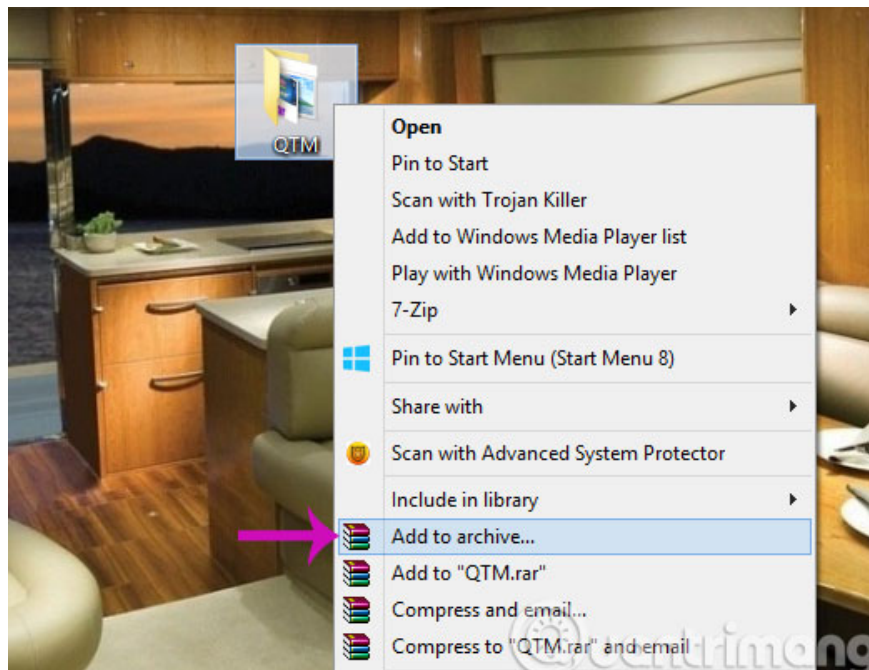 QTM
Open
Pin to Start
Scan with Trojan Killer
Add to Windows Media Player list
Play with Windows Media Player
7-Zip
Pin to Start Menu (Start Menu 8)
Share with
Scan with Advanced System Protector
Include in library
Add to archive...
Add to "QTM.rar"
Compress and email...
Compress to "QTM.rar" and email
uantrimang